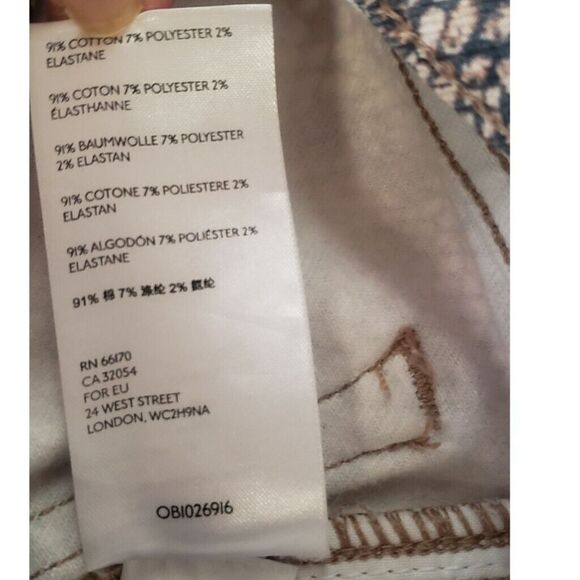 91% COTTON 7% POLYESTER 2%
ELASTANE
91% COTON 7% POLYESTER 2%
ÉLASTHANNE
91% BAUMWOLLE 7% POLYESTER
2% ELASTAN
91% COTONE 7% POLIESTERE 2%
ELASTAN
91% ALGODÓN 7% POLIÉSTER 2%
ELASTANE
91% 棉 7% 涤纶 2% 氨纶
RN 66170
CA 32054
FOR EU
24 WEST STREET
LONDON, WC2H9NA
OB1026916